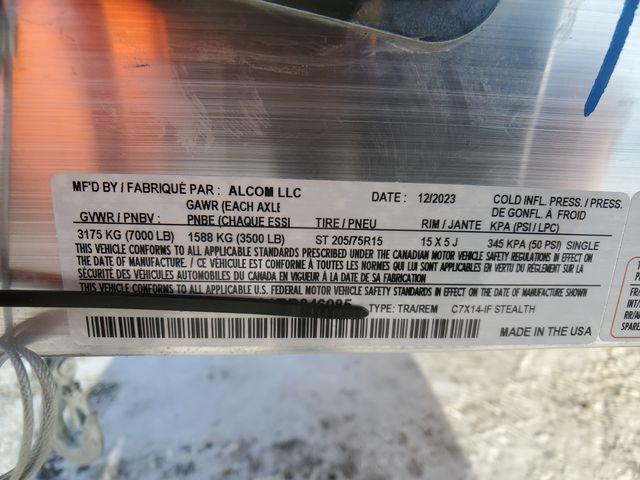 MF'D BY / FABRIQUÉ PAR : ALCOM LLC DATE : 12/2023 COLD INFL. PRESS. / PRESS.
GVWR / PNBV : GAWR (EACH AXLE TIRE / PNEU RIM / JANTE DE GONFL. À FROID
PNBE (CHAQUE ESSI KPA (PSI / LPC)
3175 KG (7000 LB) 1588 KG (3500 LB) ST 205/75R15 15 X 5 J 345 KPA (50 PSI) SINGLE
THIS VEHICLE CONFORMS TO ALL APPLICABLE STANDARDS PRESCRIBED UNDER THE CANADIAN MOTOR VEHICLE SAFETY REGULATIONS IN EFFECT ON
THE DATE OF MANUFACTURE. / CE VÉHICULE EST CONFORME À TOUTES LES NORMES QUI LUI SONT APPLICABLES EN VERTU DU RÈGLEMENT SUR LA
SÉCURITÉ DES VÉHICULES AUTOMOBILES DU CANADA EN VIGUEUR À LA DATE DE SA FABRICATION
THIS VEHICLE CONFORMS TO ALL APPLICABLE U.S. FEDERAL MOTOR VEHICLE SAFETY STANDARDS IN EFFECT ON THE DATE OF MANUFACTURE SHOWN
TYPE: TRA/REM C7X14-IF STEALTH
MADE IN THE USA
FR
INT/
RR/A
SPARE